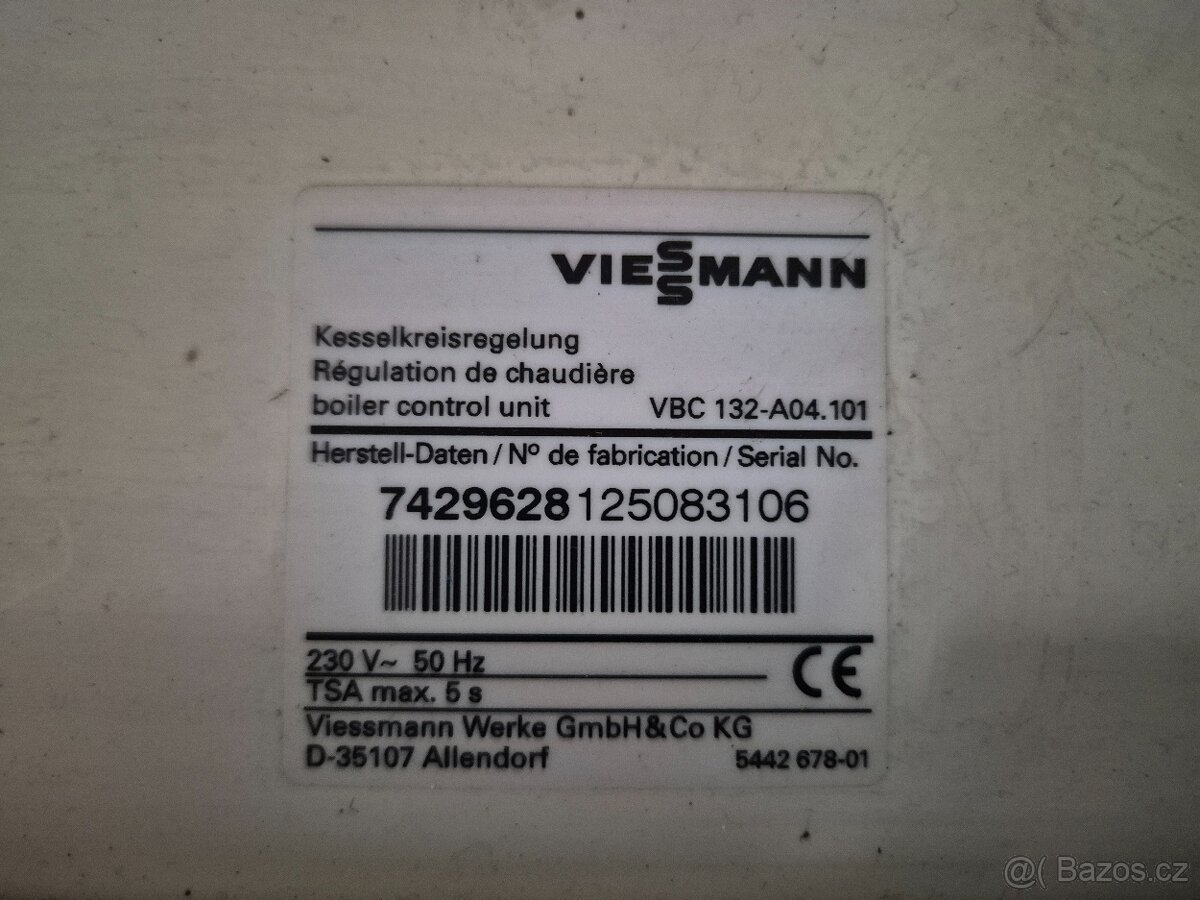 VIESSMANN
Kesselkreisregelung
Régulation de chaudière
boiler control unit VBC 132-A04.101
Herstell-Daten / Nº de fabrication / Serial No.
7429628125083106
230 V~ 50 Hz
TSA max. 5 s
CE
Viessmann Werke GmbH&Co KG
D-35107 Allendorf 5442 678-01
@( Bazos.cz